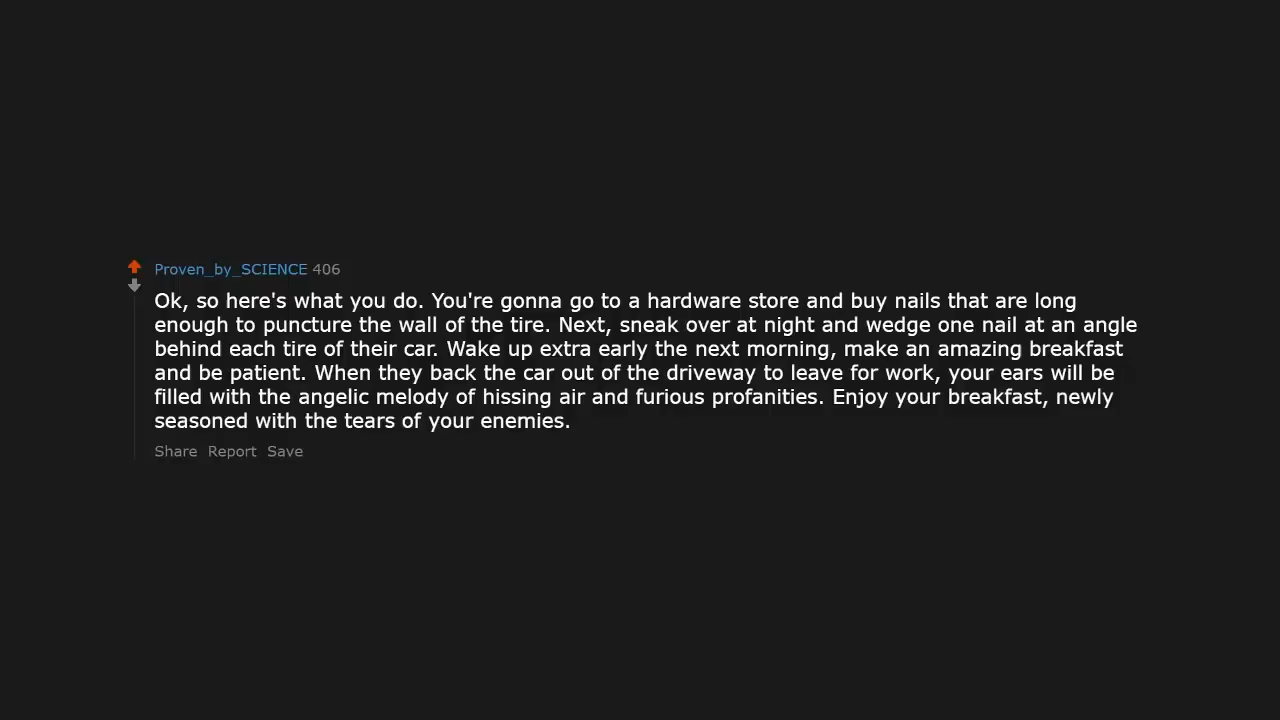 Proven_by_SCIENCE 406
Ok, so here's what you do. You're gonna go to a hardware store and buy nails that are long
enough to puncture the wall of the tire. Next, sneak over at night and wedge one nail at an angle
behind each tire of their car. Wake up extra early the next morning, make an amazing breakfast
and be patient. When they back the car out of the driveway to leave for work, your ears will be
filled with the angelic melody of hissing air and furious profanities. Enjoy your breakfast, newly
seasoned with the tears of your enemies.
Share Report Save